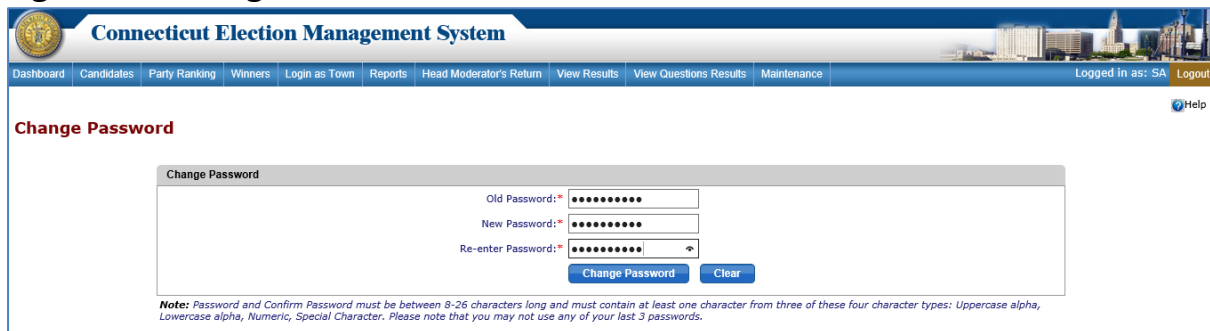 Connecticut Election Management System
Dashboard Candidates Party Ranking Winners Login as Town Reports Head Moderator's Return View Results View Questions Results Maintenance Logged in as: SA Logout
Help
Change Password
Change Password
Old Password:* ●●●●●●●●●●
New Password:* ●●●●●●●●●●
Re-enter Password:* ●●●●●●●●●●
Change Password Clear
Note: Password and Confirm Password must be between 8-26 characters long and must contain at least one character from three of these four character types: Uppercase alpha,
Lowercase alpha, Numeric, Special Character. Please note that you may not use any of your last 3 passwords.